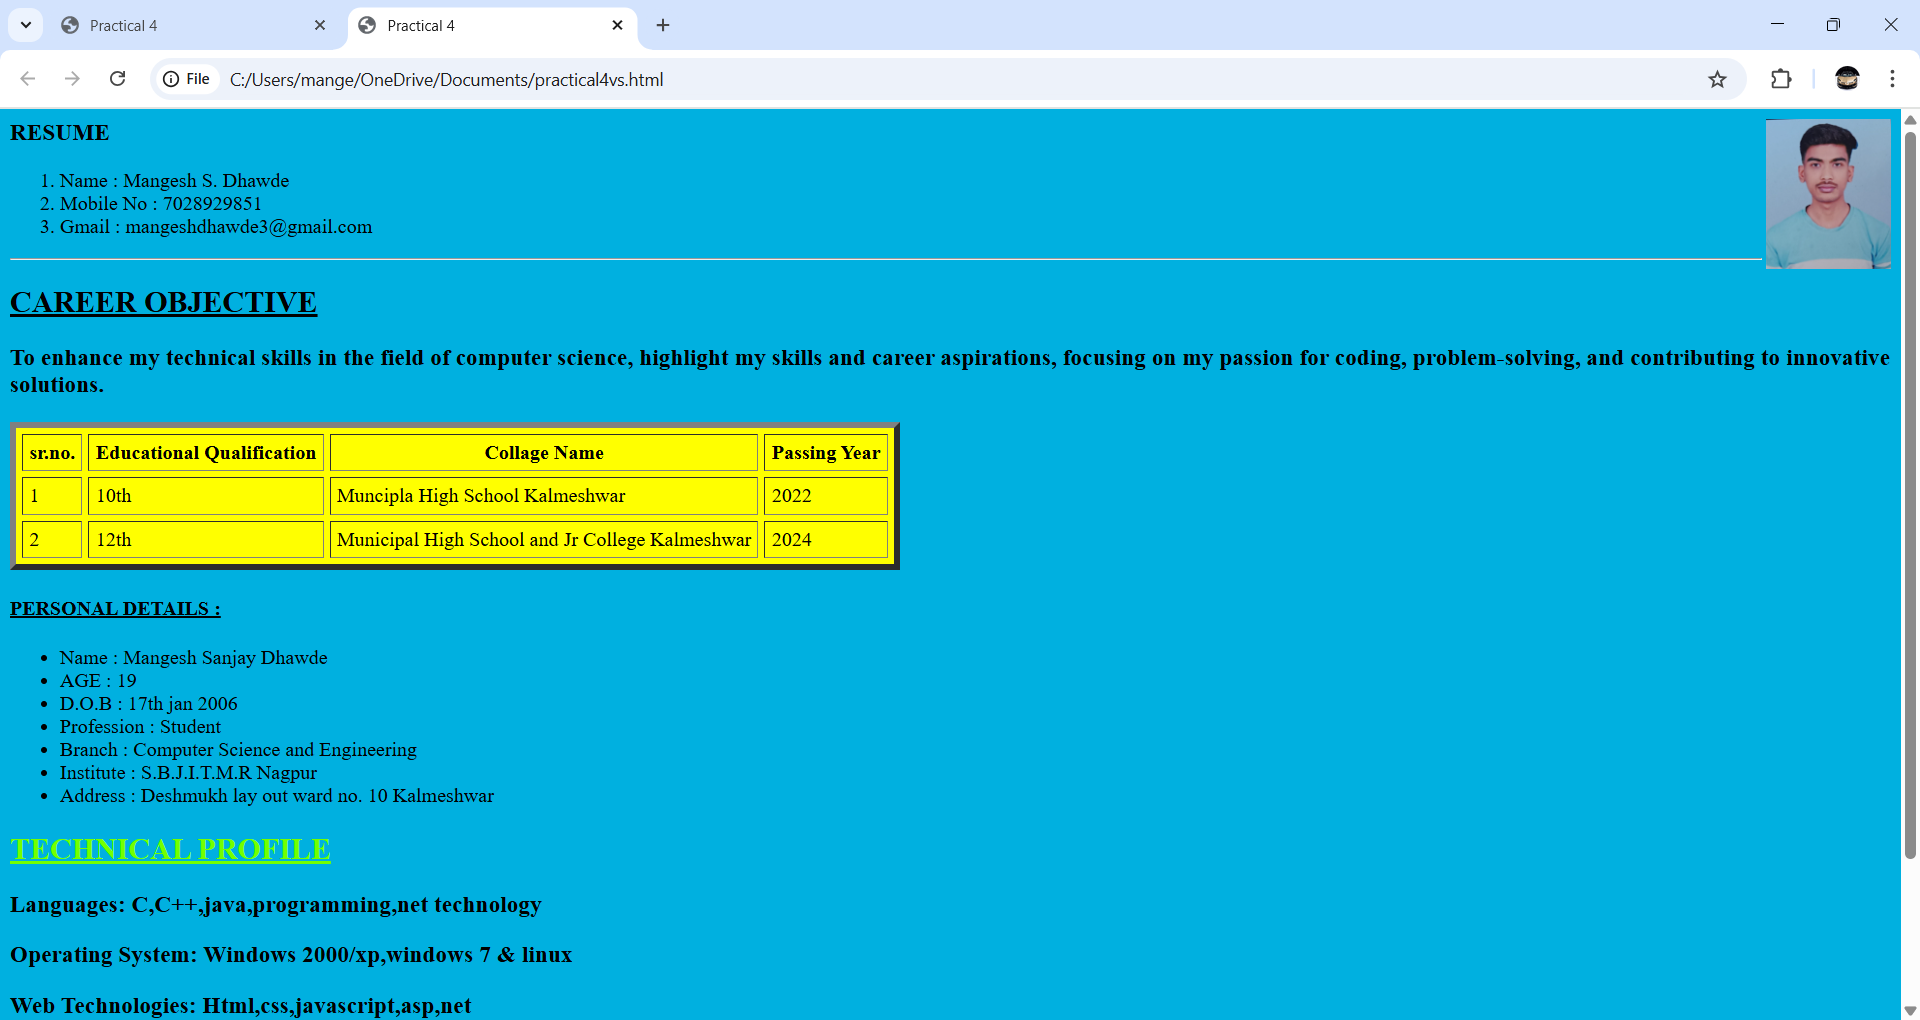 Practical 4
Practical 4
File C:/Users/mange/OneDrive/Documents/practical4vs.html
RESUME
1. Name : Mangesh S. Dhawde
2. Mobile No : 7028929851
3. Gmail : mangeshdhawde3@gmail.com
CAREER OBJECTIVE
To enhance my technical skills in the field of computer science, highlight my skills and career aspirations, focusing on my passion for coding, problem-solving, and contributing to innovative
solutions.
sr.no. Educational Qualification Collage Name Passing Year
1 10th Muncipla High School Kalmeshwar 2022
2 12th Municipal High School and Jr College Kalmeshwar 2024
PERSONAL DETAILS :
• Name : Mangesh Sanjay Dhawde
• AGE : 19
• D.O.B : 17th jan 2006
• Profession : Student
• Branch : Computer Science and Engineering
• Institute : S.B.J.I.T.M.R Nagpur
• Address : Deshmukh lay out ward no. 10 Kalmeshwar
TECHNICAL PROFILE
Languages: C,C++,java,programming,net technology
Operating System: Windows 2000/xp,windows 7 & linux
Web Technologies: Html,css,javascript,asp,net